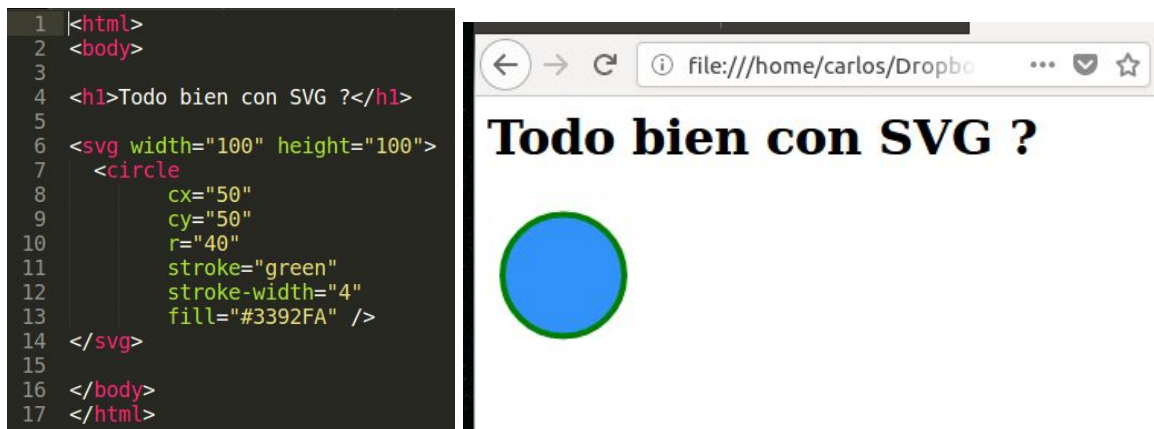 1 <html>
2 <body>
3
4 <h1>Todo bien con SVG ?</h1>
5
6 <svg width="100" height="100">
7 <circle
8 cx="50"
9 cy="50"
10 r="40"
11 stroke="green"
12 stroke-width="4"
13 fill="#3392FA" />
14 </svg>
15
16 </body>
17 </html>
file:///home/carlos/Dropbo
Todo bien con SVG ?